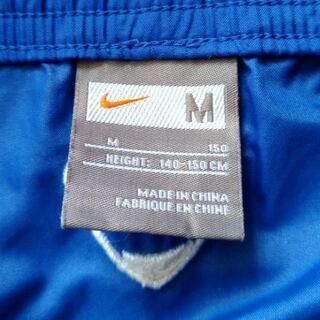 M
M 150
HEIGHT: 140-150 CM
MADE IN CHINA
FABRIQUE EN CHINE